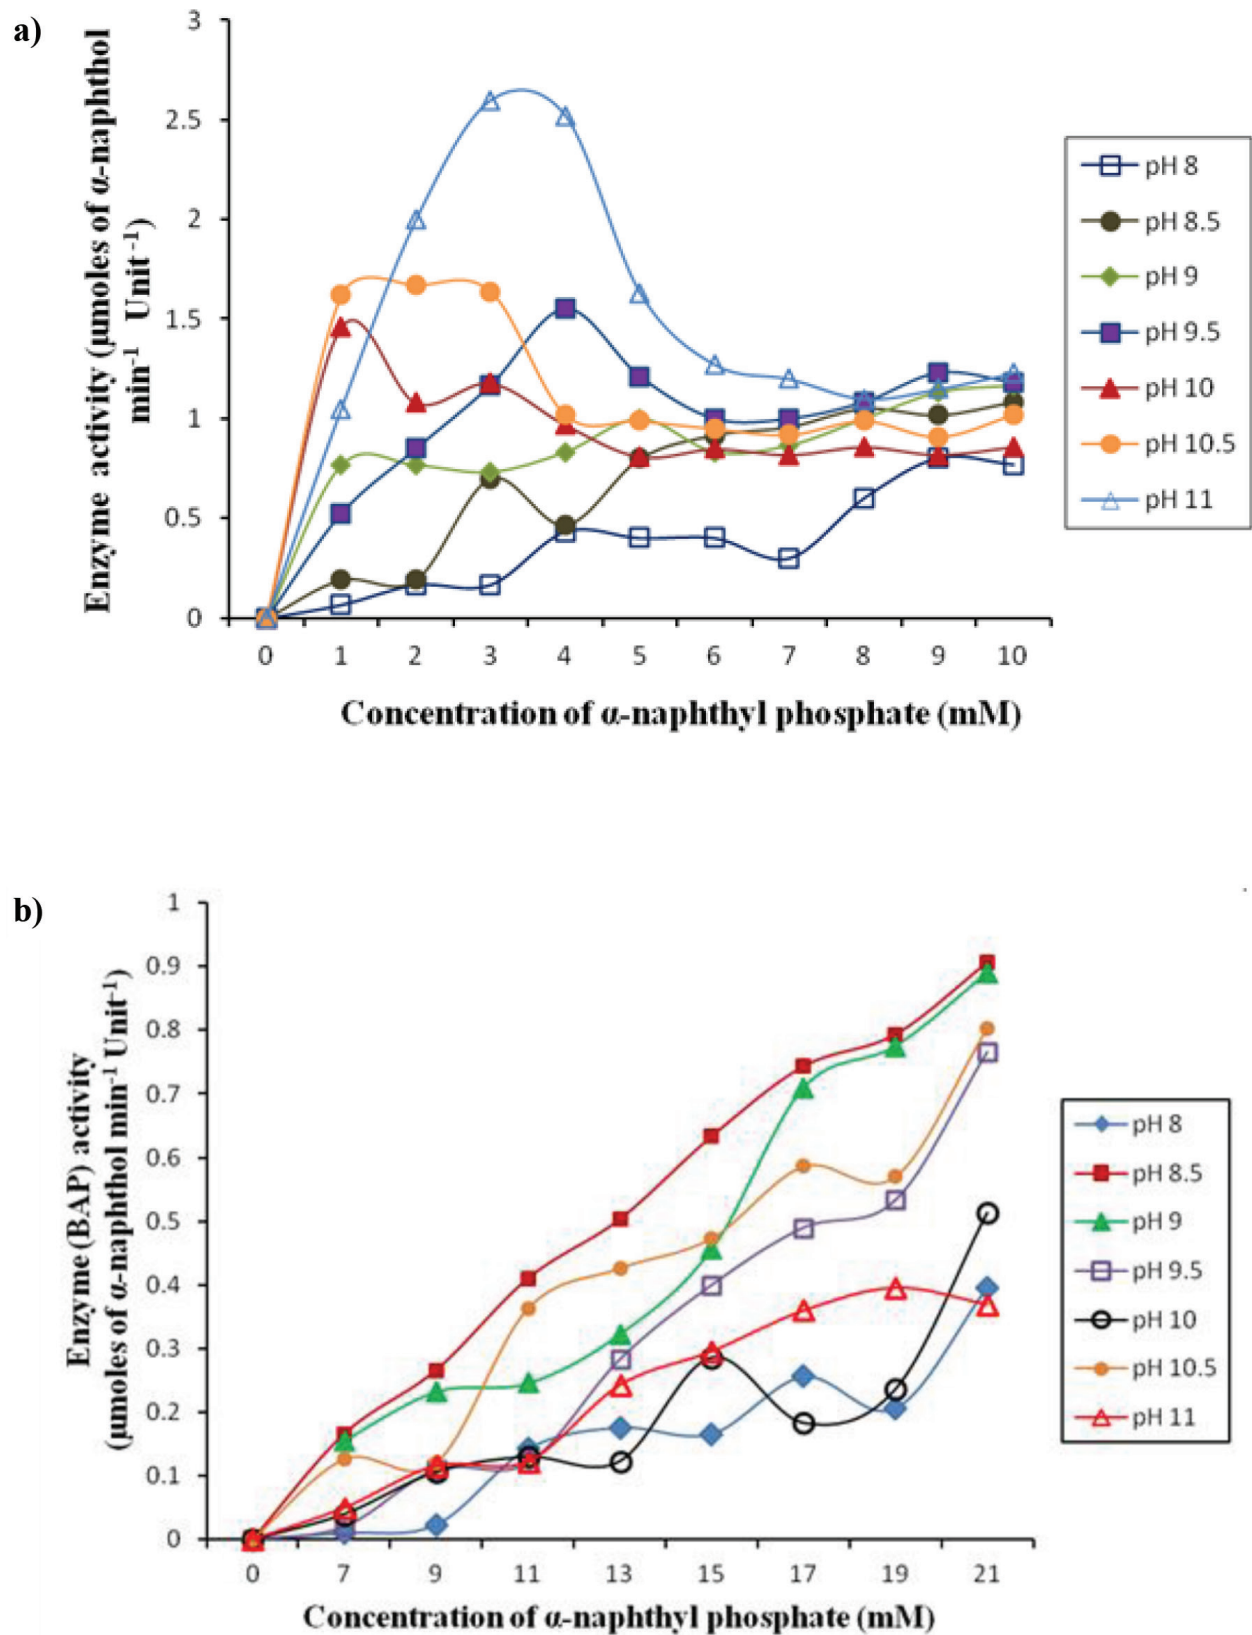 a)
Enzyme activity (µmoles of α-naphthol
min⁻¹ Unit⁻¹)
3
2.5
2
1.5
1
0.5
0
0 1 2 3 4 5 6 7 8 9 10
Concentration of α-naphthyl phosphate (mM)
pH 8
pH 8.5
pH 9
pH 9.5
pH 10
pH 10.5
pH 11
b)
Enzyme (BAP) activity
(µmoles of α-naphthol min⁻¹ Unit⁻¹)
1
0.9
0.8
0.7
0.6
0.5
0.4
0.3
0.2
0.1
0
0 7 9 11 13 15 17 19 21
Concentration of α-naphthyl phosphate (mM)
pH 8
pH 8.5
pH 9
pH 9.5
pH 10
pH 10.5
pH 11